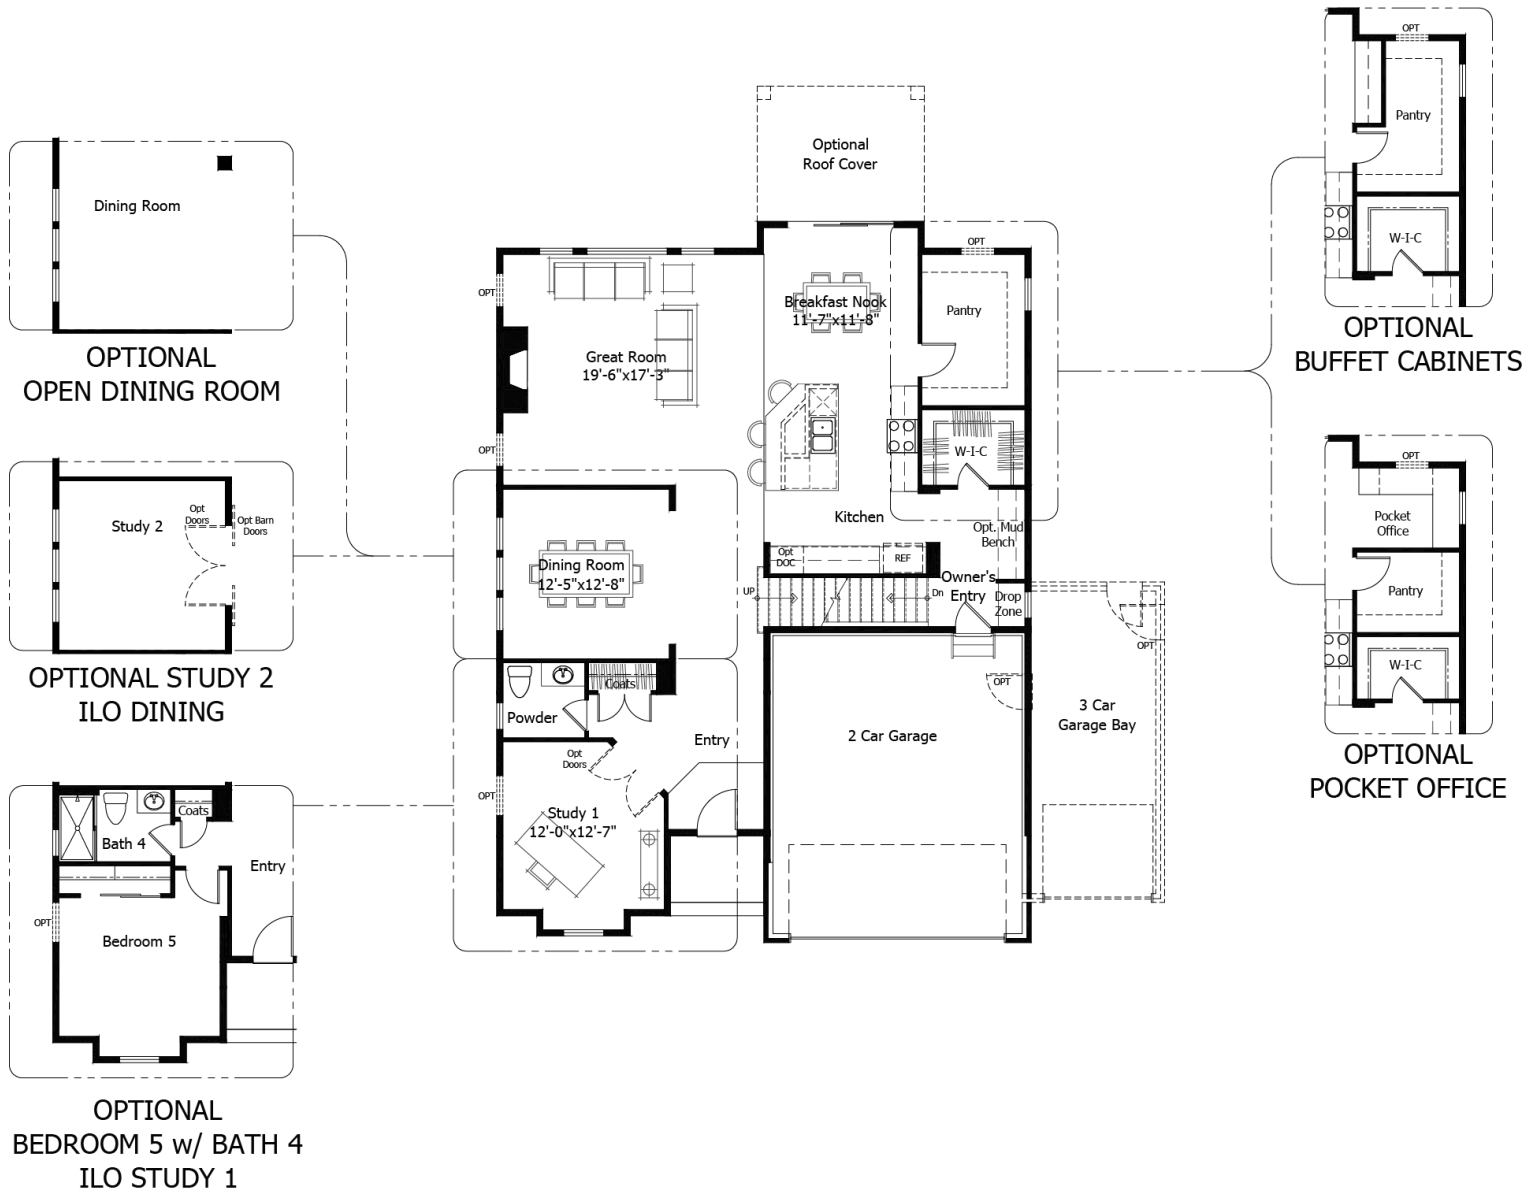 Dining Room
OPTIONAL
OPEN DINING ROOM
Study 2
Opt
Doors
Opt Barn
Doors
OPTIONAL STUDY 2
ILO DINING
Coats
Bath 4
Entry
OPT
Bedroom 5
OPTIONAL
BEDROOM 5 w/ BATH 4
ILO STUDY 1
Optional
Roof Cover
OPT
OPT
Breakfast Nook
11'-7"x11'-8"
Pantry
Great Room
19'-6"x17'-3"
OPT
W-I-C
Kitchen
Opt. Mud
Bench
Opt
DOC
REF
Dining Room
12'-5"x12'-8"
Owner's
Entry
UP
Dn
Drop
Zone
OPT
Coats
OPT
Powder
3 Car
Garage Bay
Entry
2 Car Garage
Opt
Doors
OPT
Study 1
12'-0"x12'-7"
OPT
Pantry
W-I-C
OPTIONAL
BUFFET CABINETS
OPT
Pocket
Office
Pantry
W-I-C
OPTIONAL
POCKET OFFICE